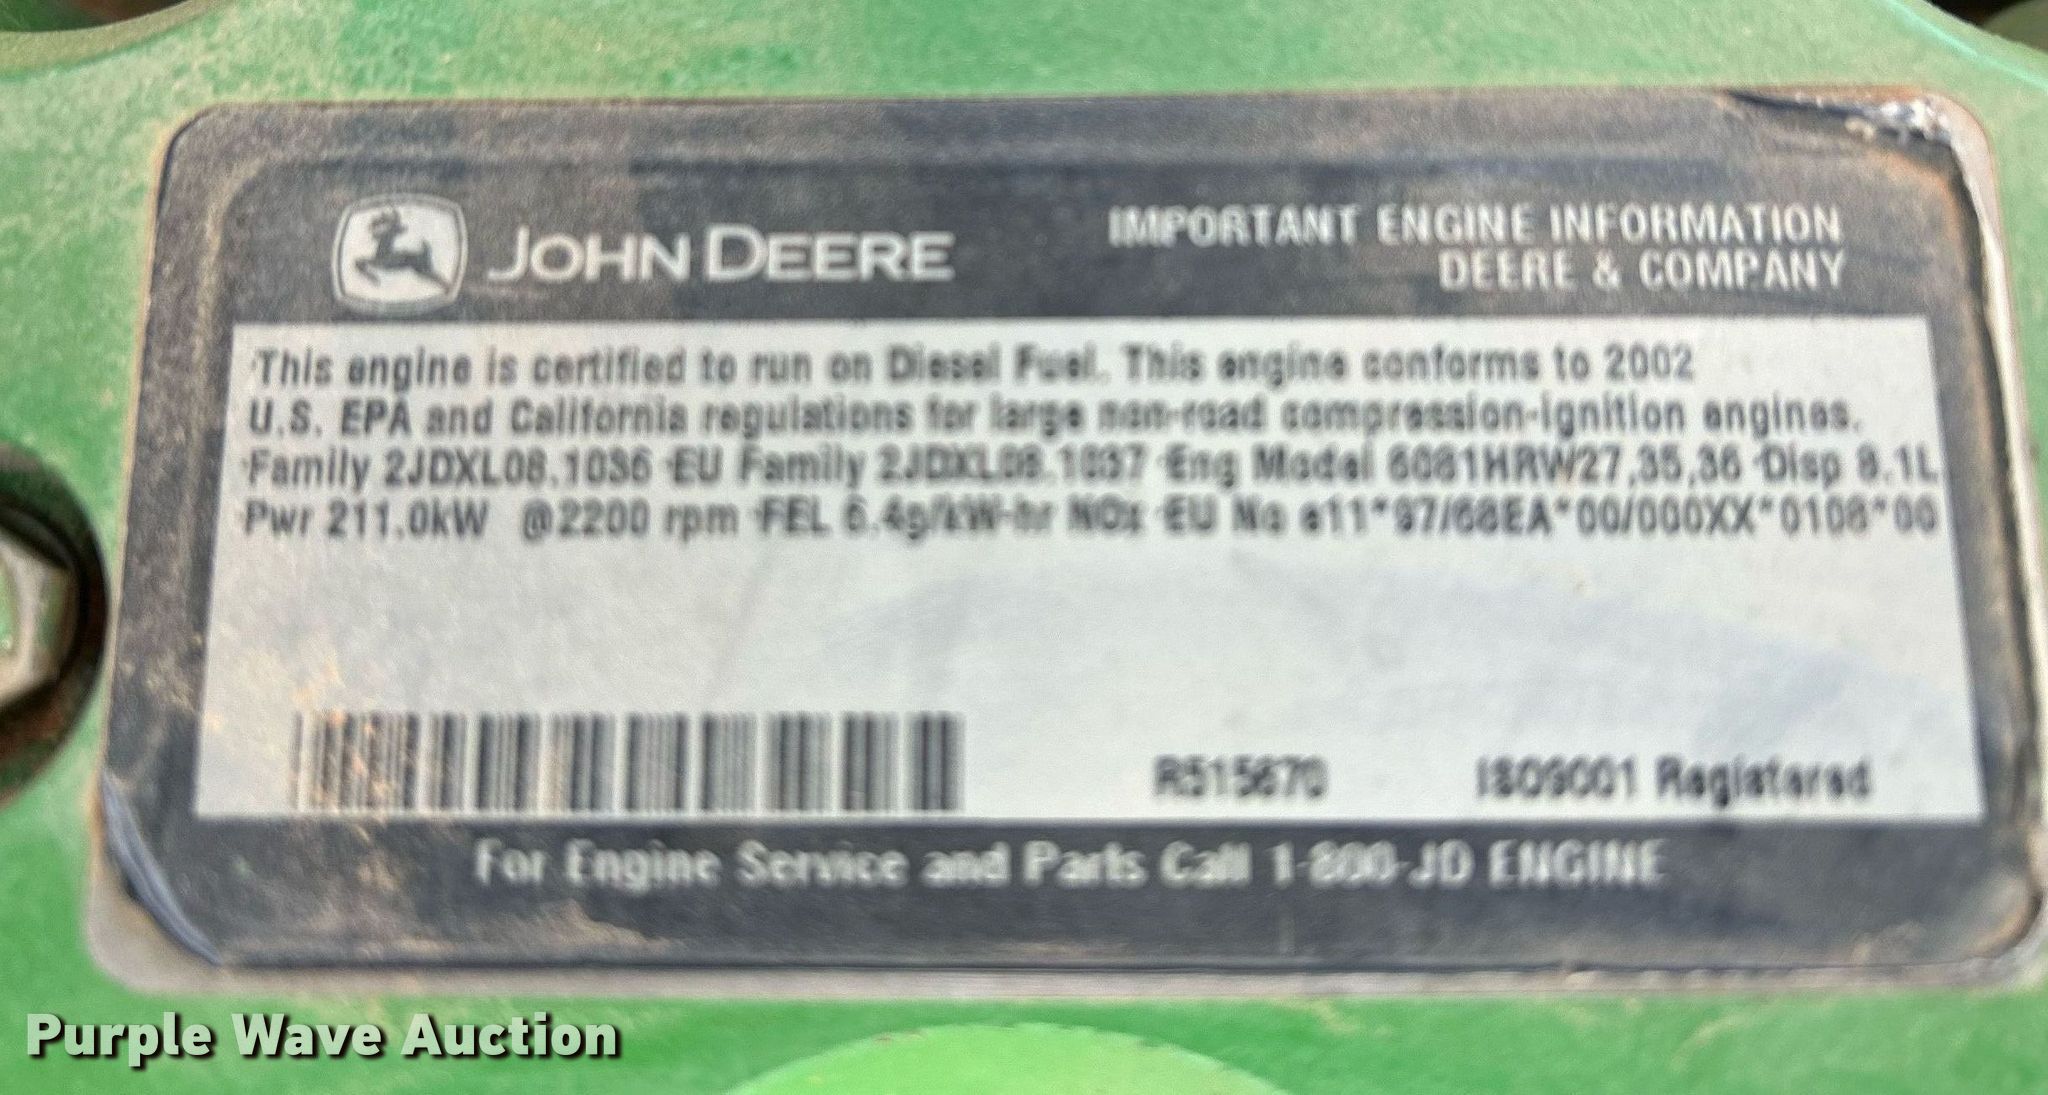 JOHN DEERE
IMPORTANT ENGINE INFORMATION
DEERE & COMPANY
This engine is certified to run on Diesel Fuel. This engine conforms to 2002
U.S. EPA and California regulations for large non-road compression-ignition engines.
Family 2JDXL08.1036 EU Family 2JDXL08.1037 Eng Model 6081HRW27,35,36 Disp 8.1L
Pwr 211.0kW @2200 rpm FEL 6.4g/kW-hr NOx EU No e11*97/68EA*00/000XX*0108*00
R515670 ISO9001 Registered
For Engine Service and Parts Call 1-800-JD ENGINE
Purple Wave Auction